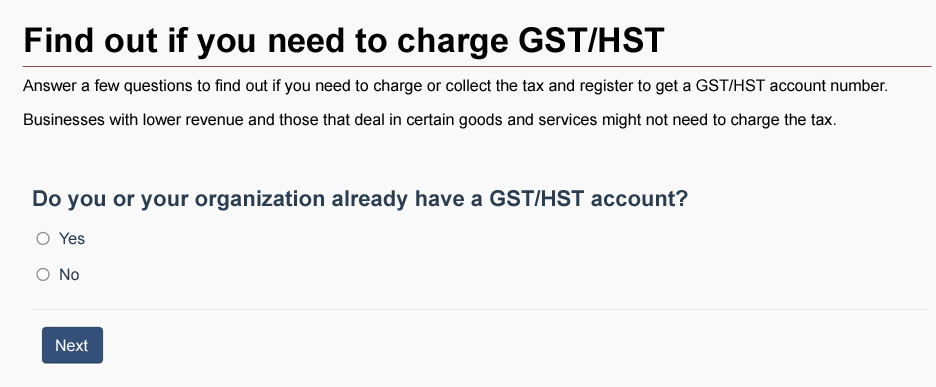 Find out if you need to charge GST/HST
Answer a few questions to find out if you need to charge or collect the tax and register to get a GST/HST account number.
Businesses with lower revenue and those that deal in certain goods and services might not need to charge the tax.
Do you or your organization already have a GST/HST account?
Yes
No
Next